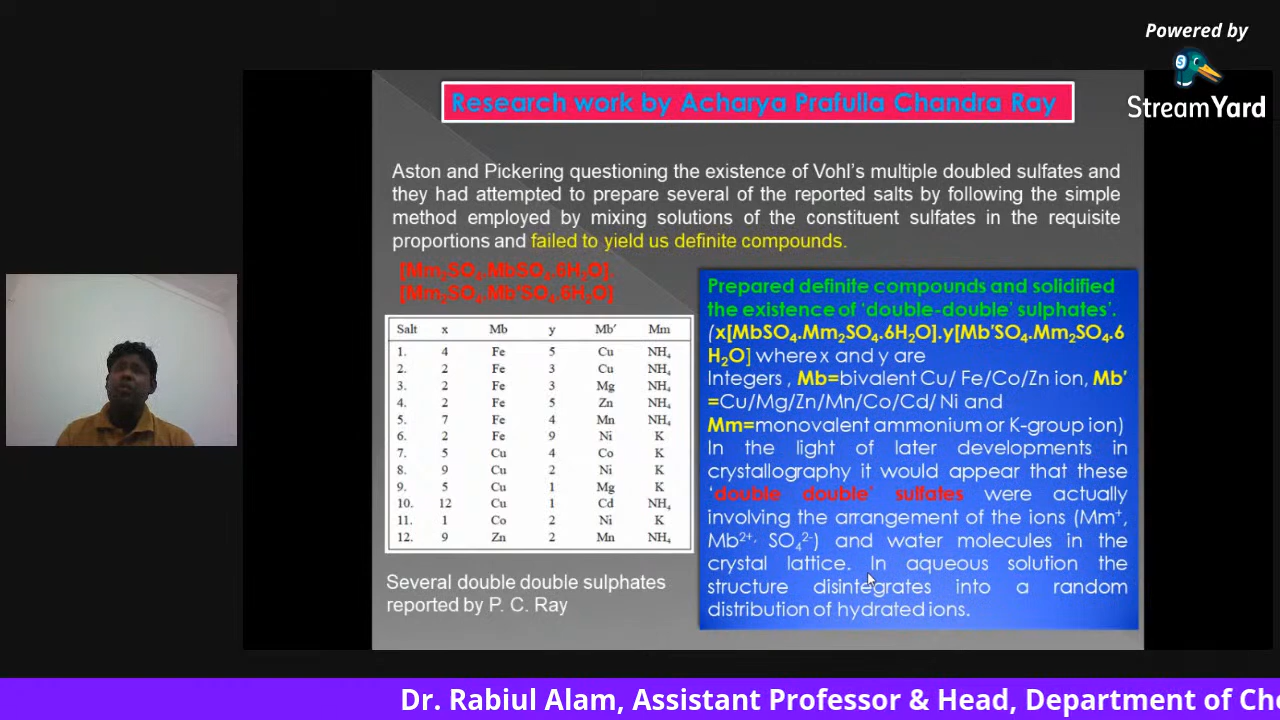 Powered by
StreamYard
Research work by Acharya Prafulla Chandra Ray
Aston and Pickering questioning the existence of Vohl's multiple doubled sulfates and
they had attempted to prepare several of the reported salts by following the simple
method employed by mixing solutions of the constituent sulfates in the requisite
proportions and failed to yield us definite compounds.
[Mm₂SO₄.MbSO₄.6H₂O].
[Mm₂SO₄.Mb'SO₄.6H₂O]
Salt x Mb y Mb′ Mm
1. 4 Fe 5 Cu NH₄
2. 2 Fe 3 Cu NH₄
3. 2 Fe 3 Mg NH₄
4. 2 Fe 5 Zn NH₄
5. 7 Fe 4 Mn NH₄
6. 2 Fe 9 Ni K
7. 5 Cu 4 Co K
8. 9 Cu 2 Ni K
9. 5 Cu 1 Mg K
10. 12 Cu 1 Cd NH₄
11. 1 Co 2 Ni K
12. 9 Zn 2 Mn NH₄
Several double double sulphates
reported by P. C. Ray
Prepared definite compounds and solidified
the existence of 'double-double' sulphates'.
(x[MbSO₄.Mm₂SO₄.6H₂O].y[Mb′SO₄.Mm₂SO₄.6
H₂O] where x and y are
Integers , Mb=bivalent Cu/ Fe/Co/Zn ion, Mb′
=Cu/Mg/Zn/Mn/Co/Cd/ Ni and
Mm=monovalent ammonium or K-group ion)
In the light of later developments in
crystallography it would appear that these
'double double' sulfates were actually
involving the arrangement of the ions (Mm⁺,
Mb²⁺, SO₄²⁻) and water molecules in the
crystal lattice. In aqueous solution the
structure disintegrates into a random
distribution of hydrated ions.
Dr. Rabiul Alam, Assistant Professor & Head, Department of Che